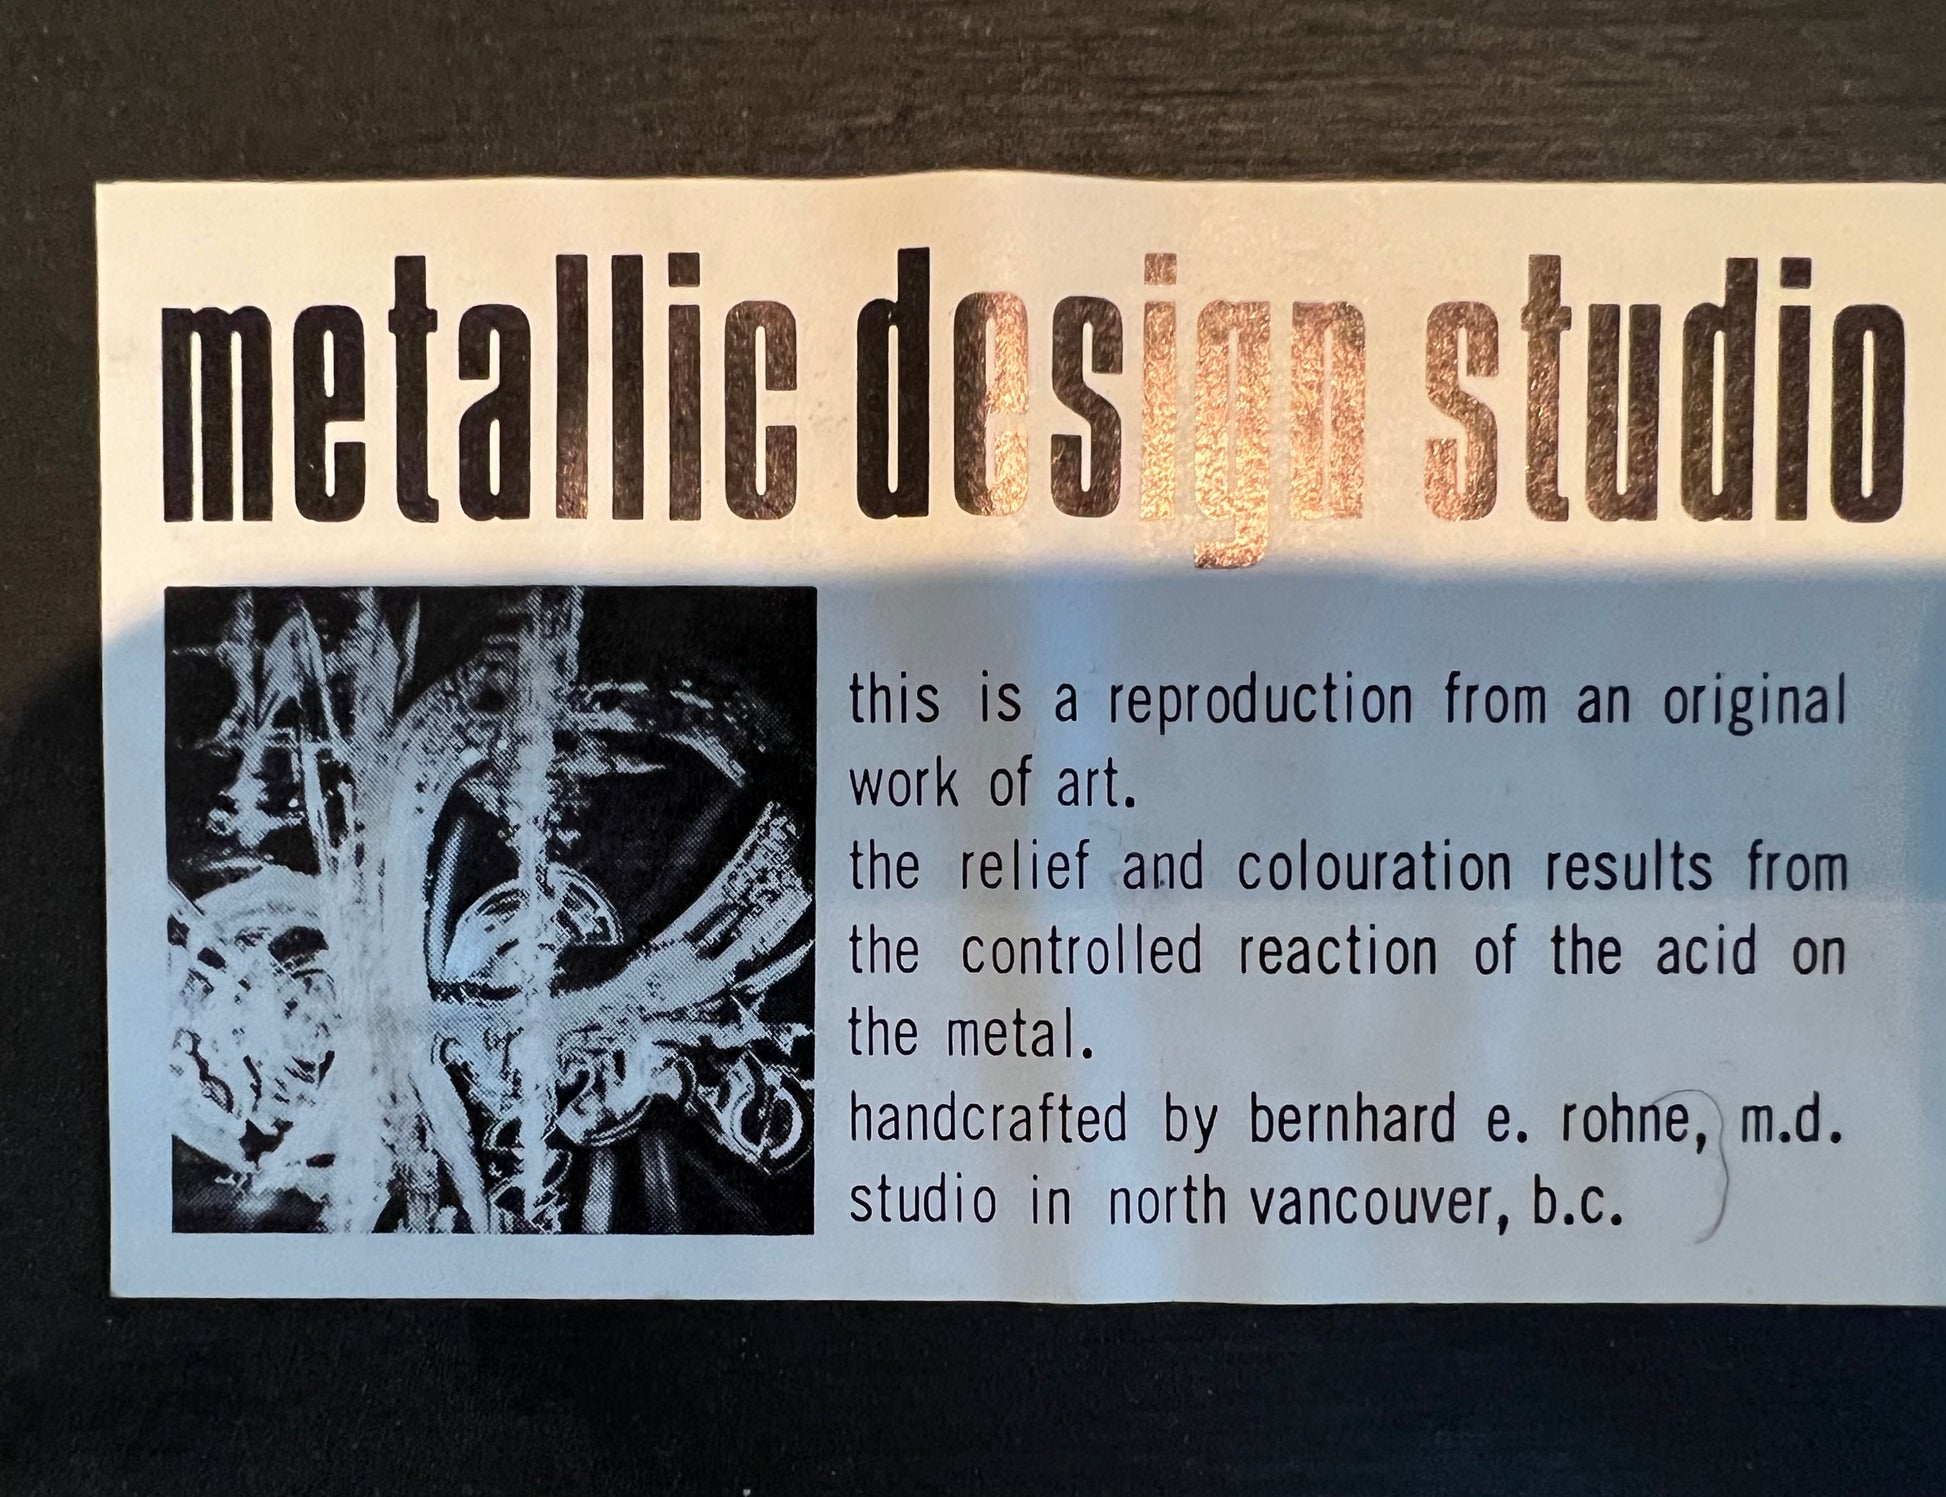 metallic design studio
this is a reproduction from an original
work of art.
the relief and colouration results from
the controlled reaction of the acid on
the metal.
handcrafted by bernhard e. rohne, m.d.
studio in north vancouver, b.c.